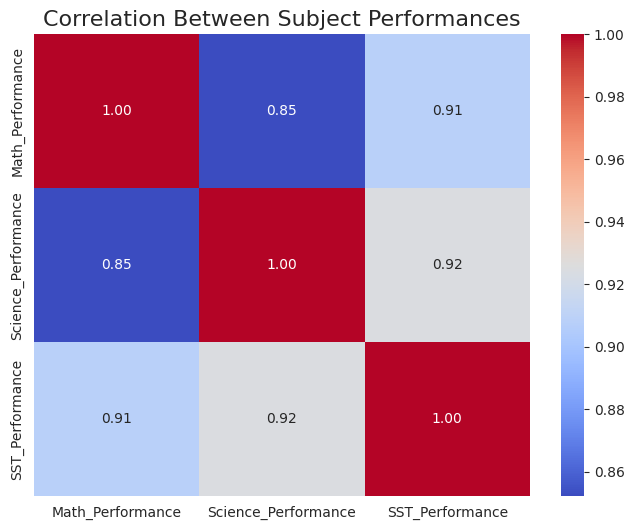 Correlation Between Subject Performances
Math_Performance
1.00
0.85
0.91
Science_Performance
0.85
1.00
0.92
SST_Performance
0.91
0.92
1.00
Math_Performance
Science_Performance
SST_Performance
1.00
0.98
0.96
0.94
0.92
0.90
0.88
0.86